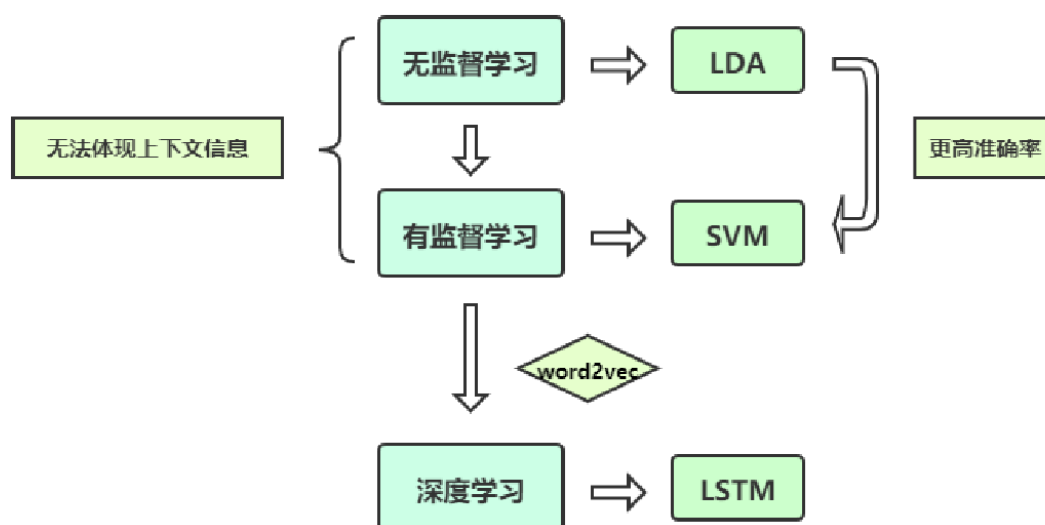 无监督学习
LDA
无法体现上下文信息
更高准确率
有监督学习
SVM
word2vec
深度学习
LSTM